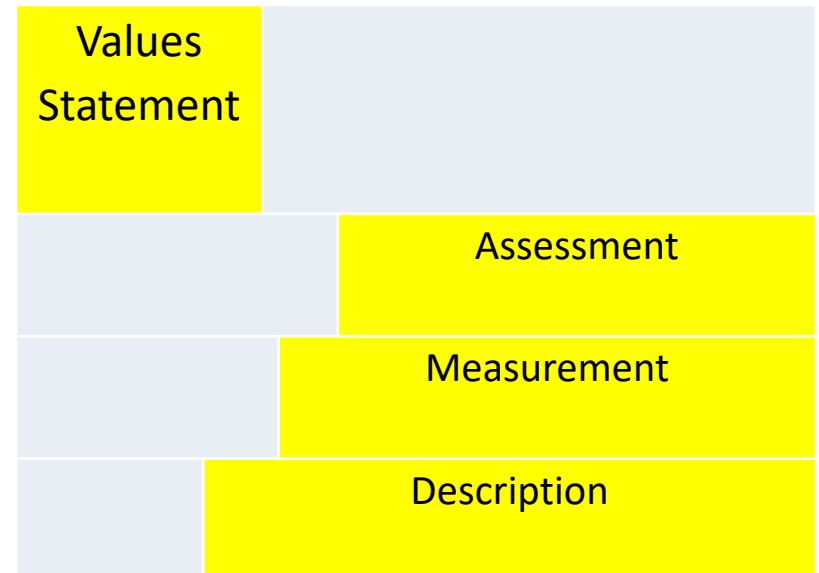 Values
Statement
Assessment
Measurement
Description